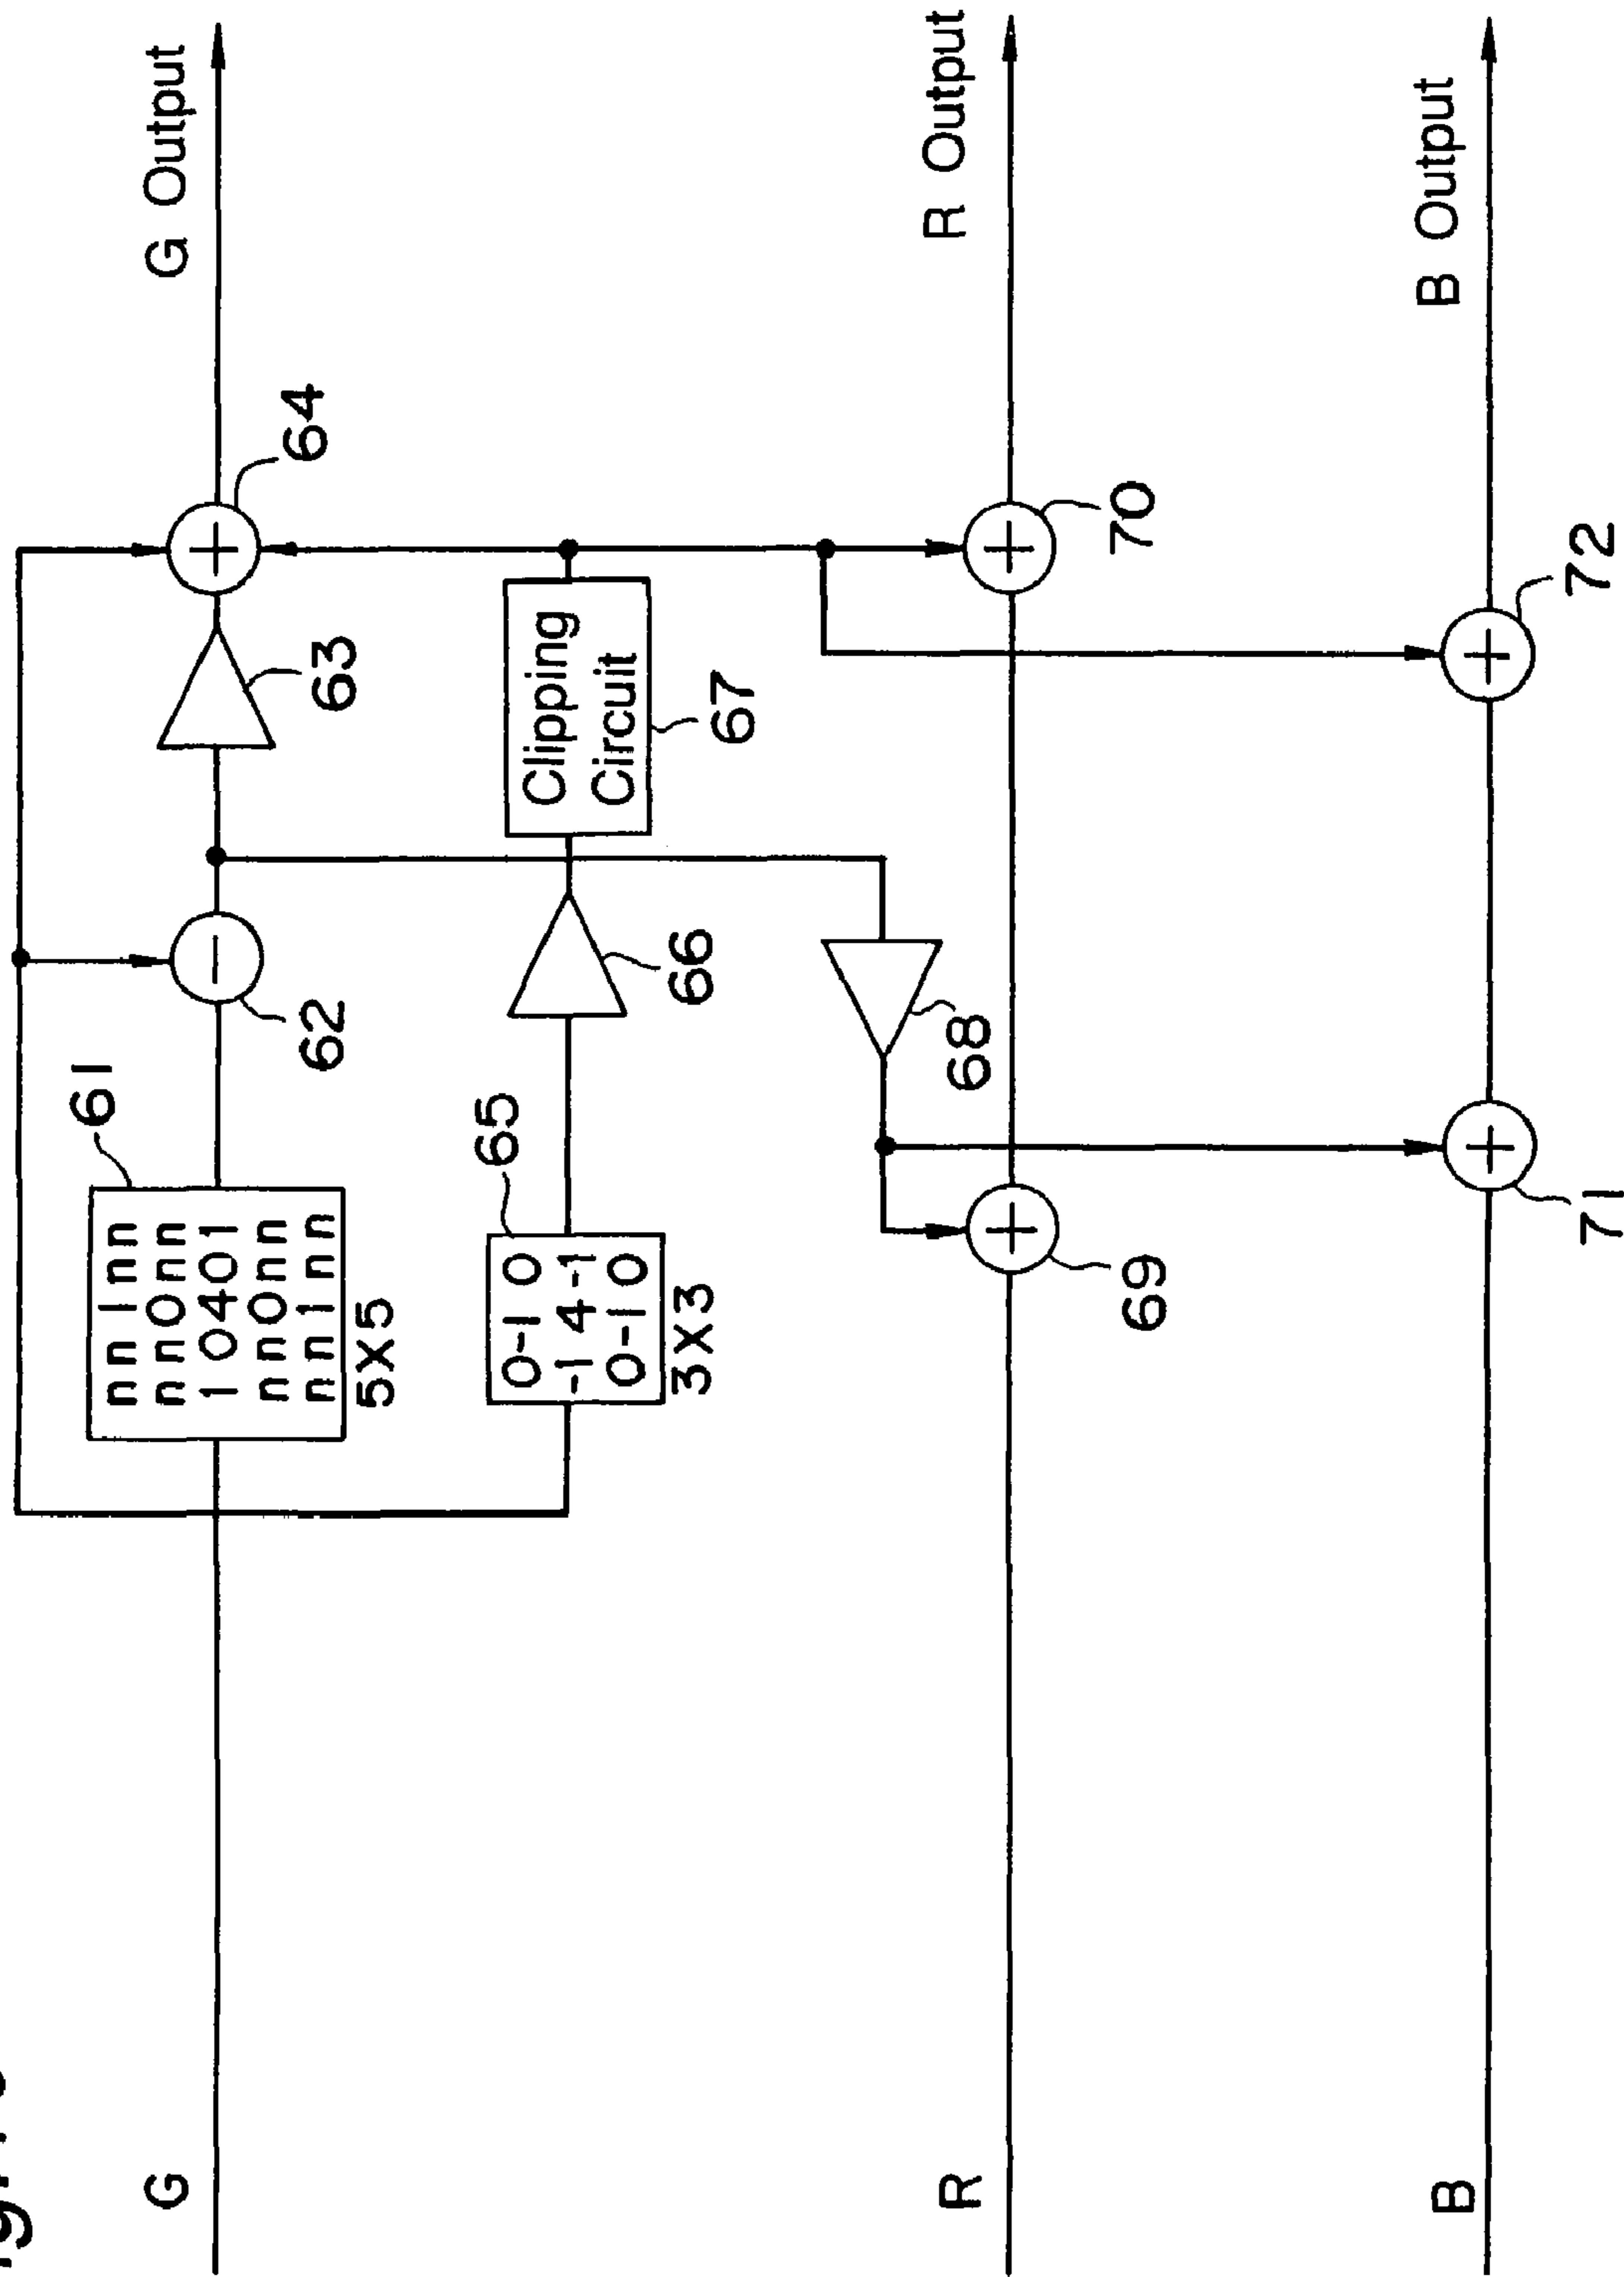 G
R
B
61
nn1nn
nn0nn
10401
nn0nn
nn1nn
5X5
62
63
64
G Output
65
0-1 0
-1 4-1
0-1 0
3X3
66
Clipping
Circuit
67
68
69
70
R Output
71
72
B Output